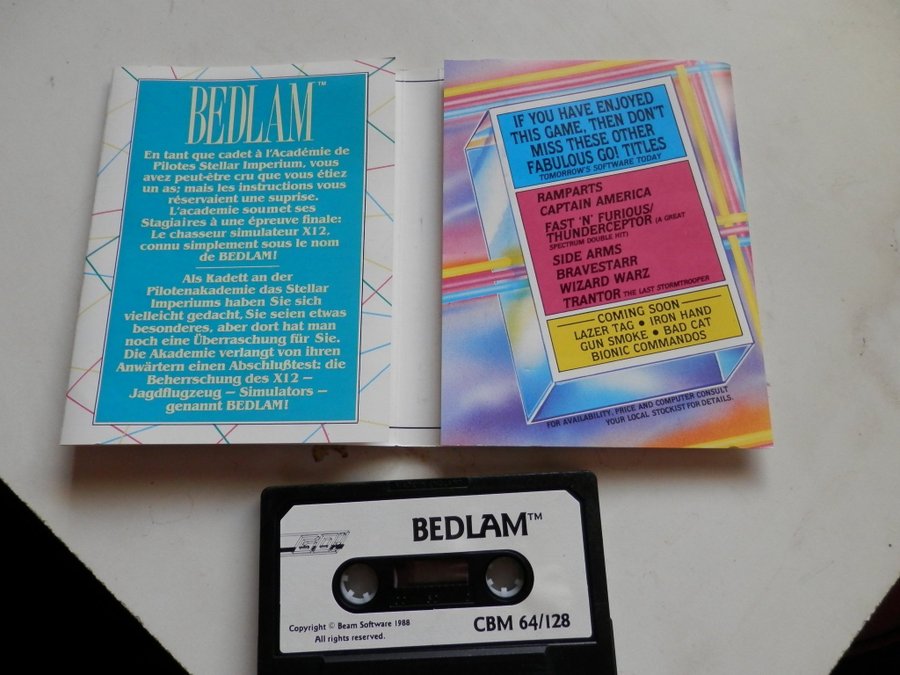 BEDLAM™
En tant que cadet à l'Académie de
Pilotes Stellar Imperium, vous
avez peut-être cru que vous étiez
un as; mais les instructions vous
réservaient une suprise.
L'academie soumet ses
Stagiaires à une épreuve finale:
Le chasseur simulateur X12,
connu simplement sous le nom
de BEDLAM!
Als Kadett an der
Pilotenakademie das Stellar
Imperiums haben Sie sich
vielleicht gedacht, Sie seien etwas
besonderes, aber dort hat man
noch eine Überraschung für Sie.
Die Akademie verlangt von ihren
Anwärtern einen Abschlußtest: die
Beherrschung des X12 –
Jagdflugzeug – Simulators –
genannt BEDLAM!
IF YOU HAVE ENJOYED
THIS GAME, THEN DON'T
MISS THESE OTHER
FABULOUS GO! TITLES
TOMORROW'S SOFTWARE TODAY
RAMPARTS
CAPTAIN AMERICA
FAST 'N' FURIOUS/
THUNDERCEPTOR (A GREAT
SPECTRUM DOUBLE HIT)
SIDE ARMS
BRAVESTARR
WIZARD WARZ
TRANTOR THE LAST STORMTROOPER
COMING SOON
LAZER TAG • IRON HAND
GUN SMOKE • BAD CAT
BIONIC COMMANDOS
FOR AVAILABILITY, PRICE AND COMPUTER CONSULT
YOUR LOCAL STOCKIST FOR DETAILS.
GO!
BEDLAM™
Copyright © Beam Software 1988
All rights reserved.
CBM 64/128